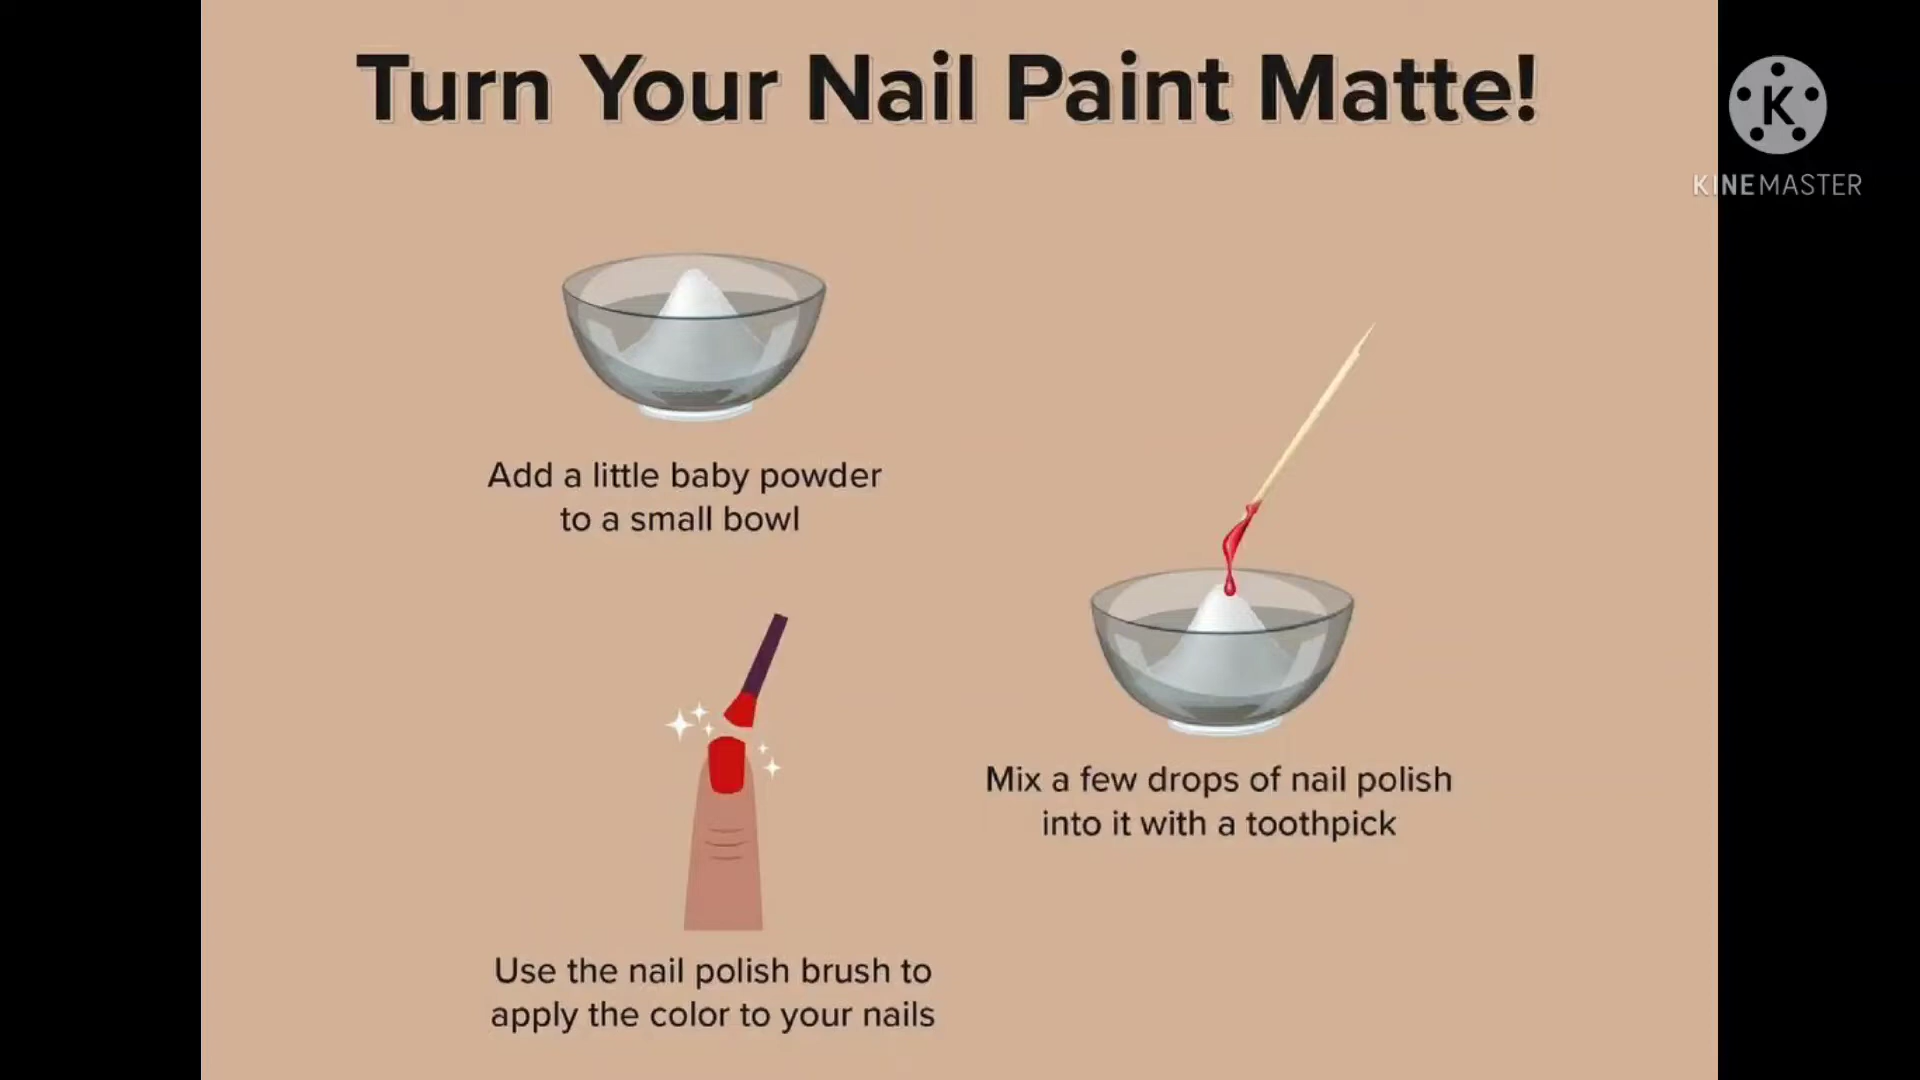 Turn Your Nail Paint Matte!
K
KINEMASTER
Add a little baby powder
to a small bowl
Mix a few drops of nail polish
into it with a toothpick
Use the nail polish brush to
apply the color to your nails